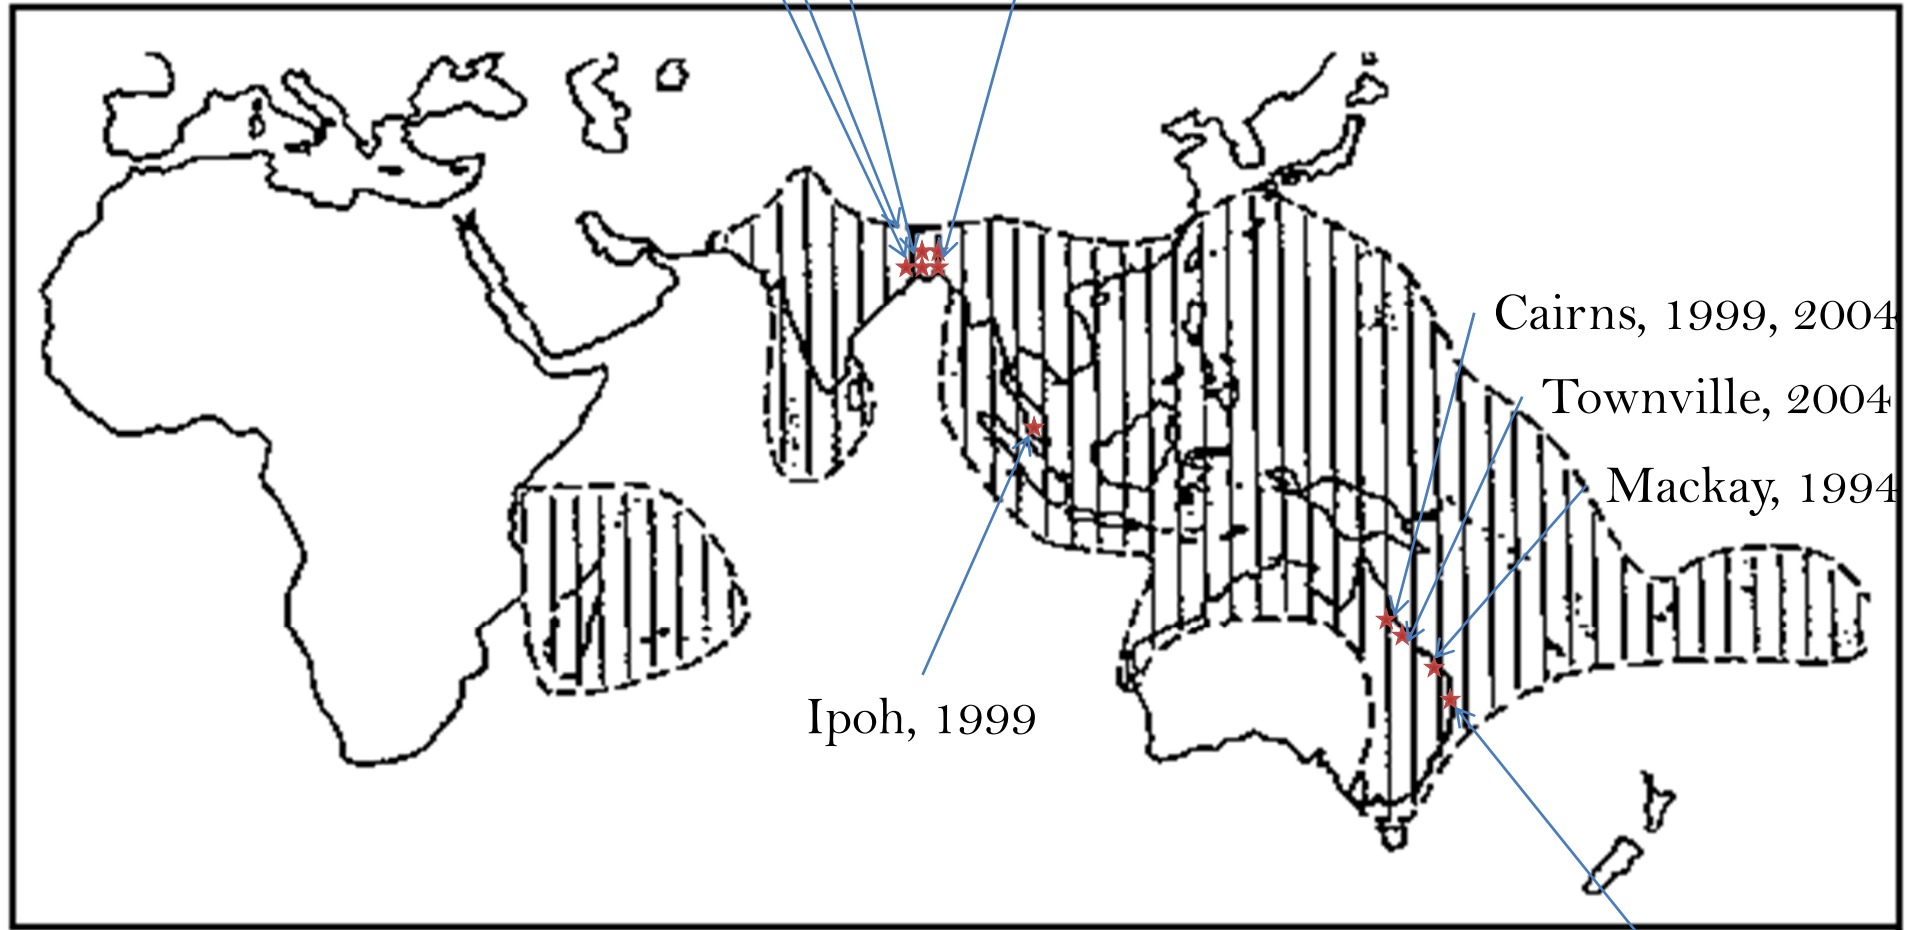 Cairns, 1999, 2004
Townville, 2004
Mackay, 1994
Ipoh, 1999